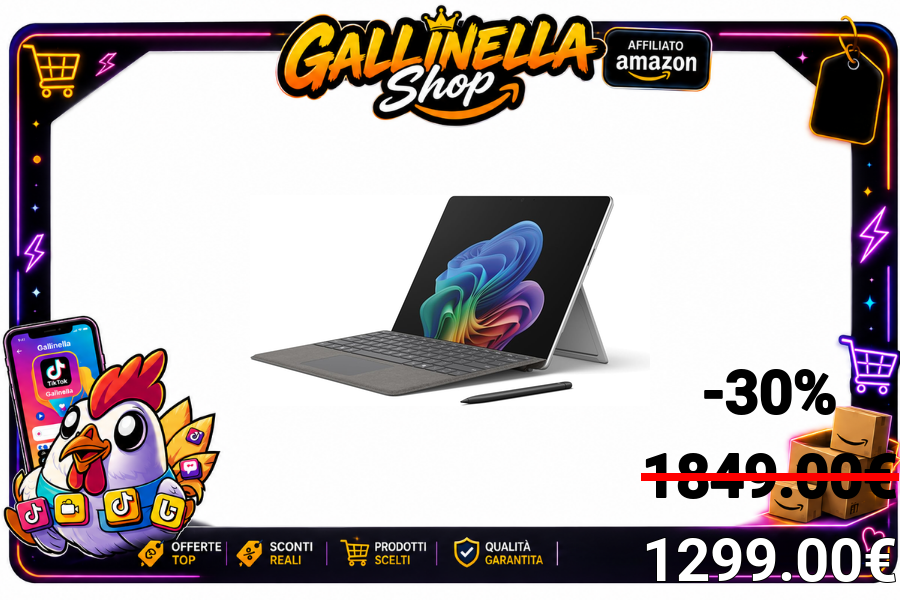 GALLINELLA
Shop
AFFILIATO
amazon
Gallinella
TikTok
Gallinella
-30%
1849.00€
1299.00€
OFFERTE
TOP
SCONTI
REALI
PRODOTTI
SCELTI
QUALITÀ
GARANTITA